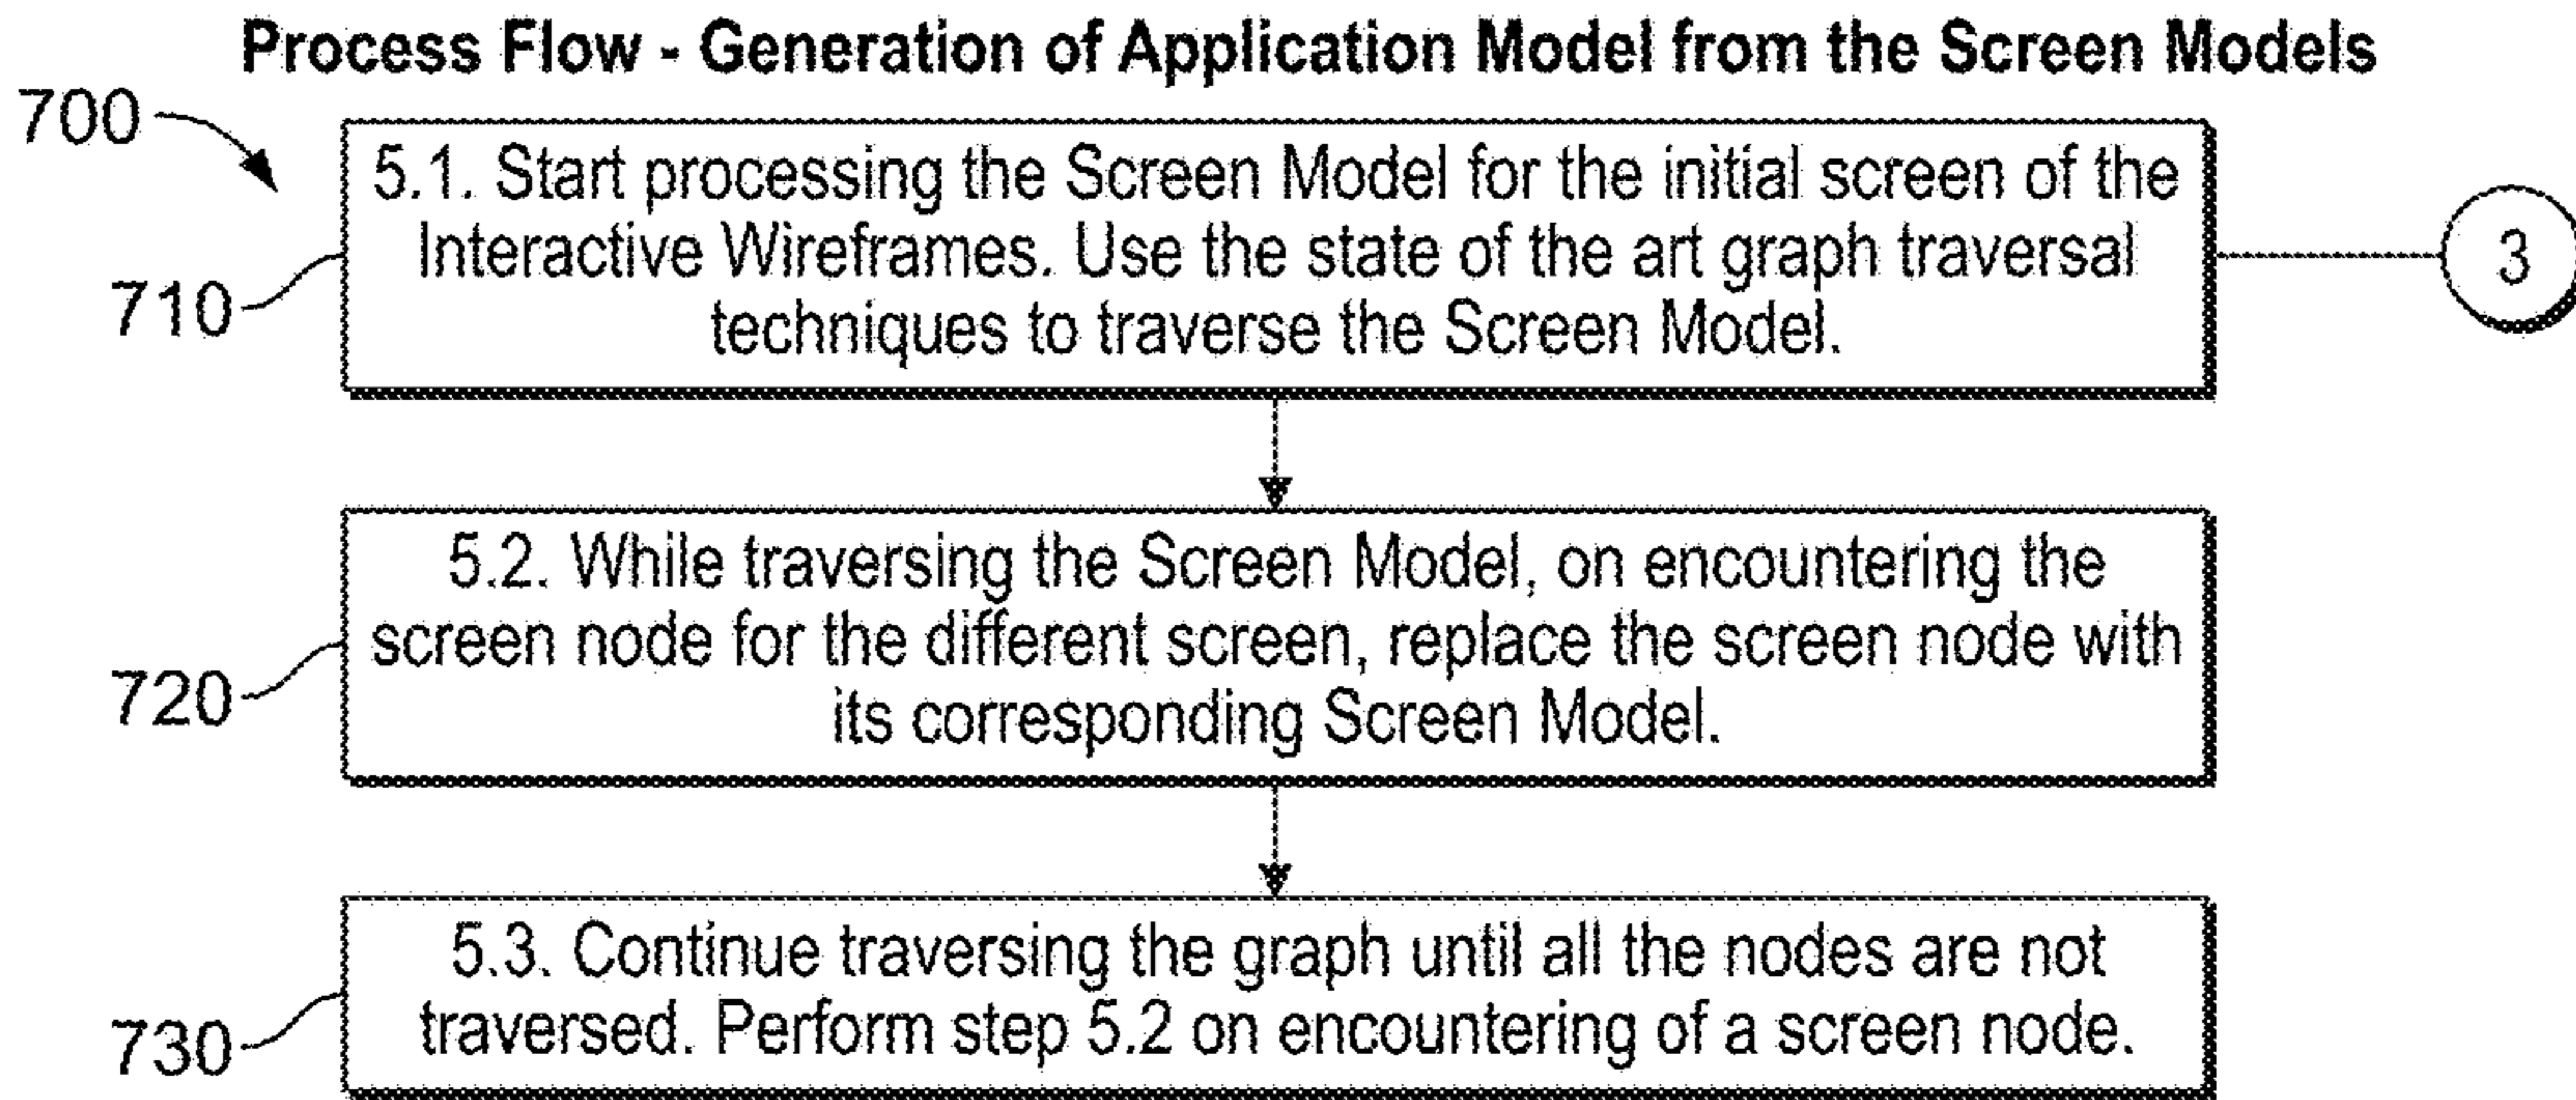 Process Flow - Generation of Application Model from the Screen Models
700
5.1. Start processing the Screen Model for the initial screen of the
Interactive Wireframes. Use the state of the art graph traversal
techniques to traverse the Screen Model.
710
3
5.2. While traversing the Screen Model, on encountering the
screen node for the different screen, replace the screen node with
its corresponding Screen Model.
720
5.3. Continue traversing the graph until all the nodes are not
traversed. Perform step 5.2 on encountering of a screen node.
730